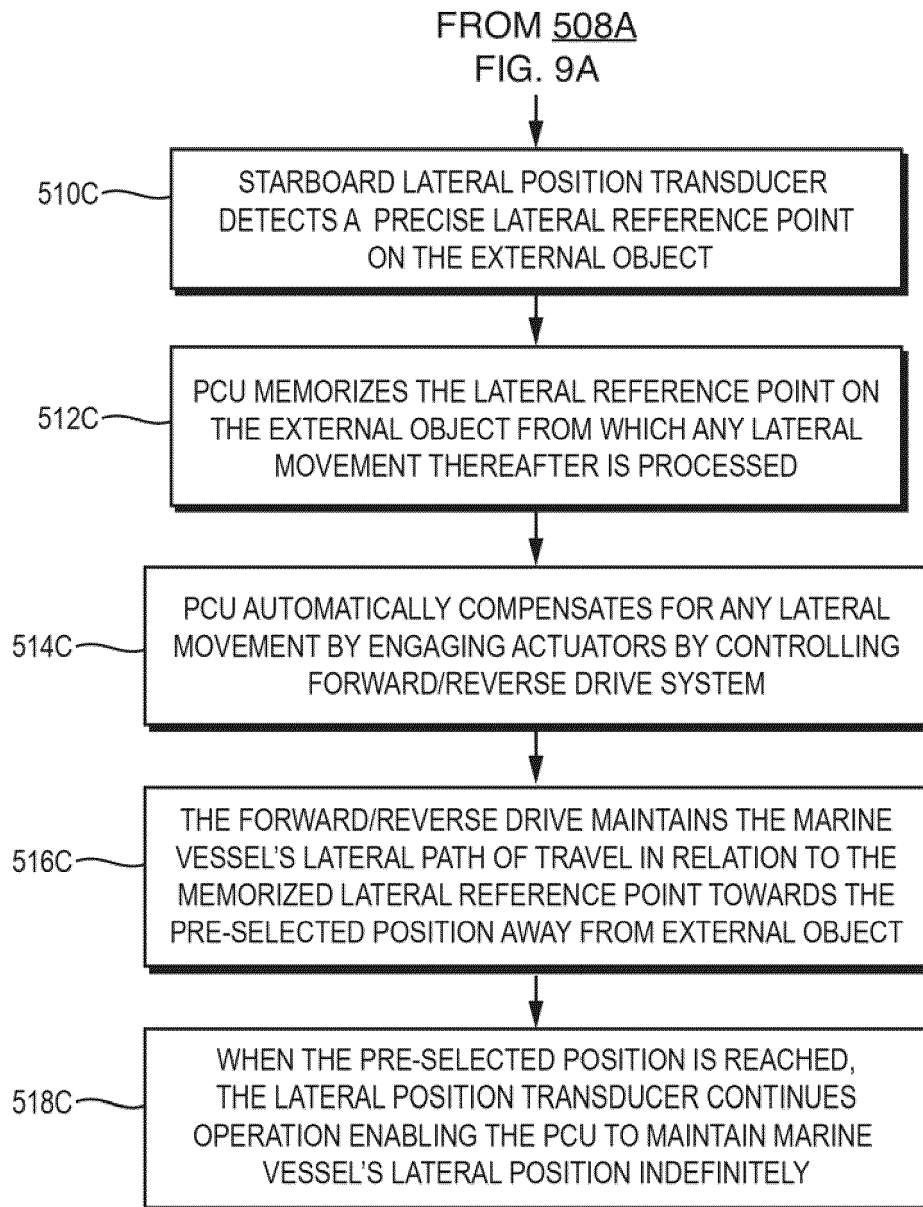 FROM 508A
FIG. 9A
510C
STARBOARD LATERAL POSITION TRANSDUCER
DETECTS A PRECISE LATERAL REFERENCE POINT
ON THE EXTERNAL OBJECT
512C
PCU MEMORIZES THE LATERAL REFERENCE POINT ON
THE EXTERNAL OBJECT FROM WHICH ANY LATERAL
MOVEMENT THEREAFTER IS PROCESSED
514C
PCU AUTOMATICALLY COMPENSATES FOR ANY LATERAL
MOVEMENT BY ENGAGING ACTUATORS BY CONTROLLING
FORWARD/REVERSE DRIVE SYSTEM
516C
THE FORWARD/REVERSE DRIVE MAINTAINS THE MARINE
VESSEL'S LATERAL PATH OF TRAVEL IN RELATION TO THE
MEMORIZED LATERAL REFERENCE POINT TOWARDS THE
PRE-SELECTED POSITION AWAY FROM EXTERNAL OBJECT
518C
WHEN THE PRE-SELECTED POSITION IS REACHED,
THE LATERAL POSITION TRANSDUCER CONTINUES
OPERATION ENABLING THE PCU TO MAINTAIN MARINE
VESSEL'S LATERAL POSITION INDEFINITELY